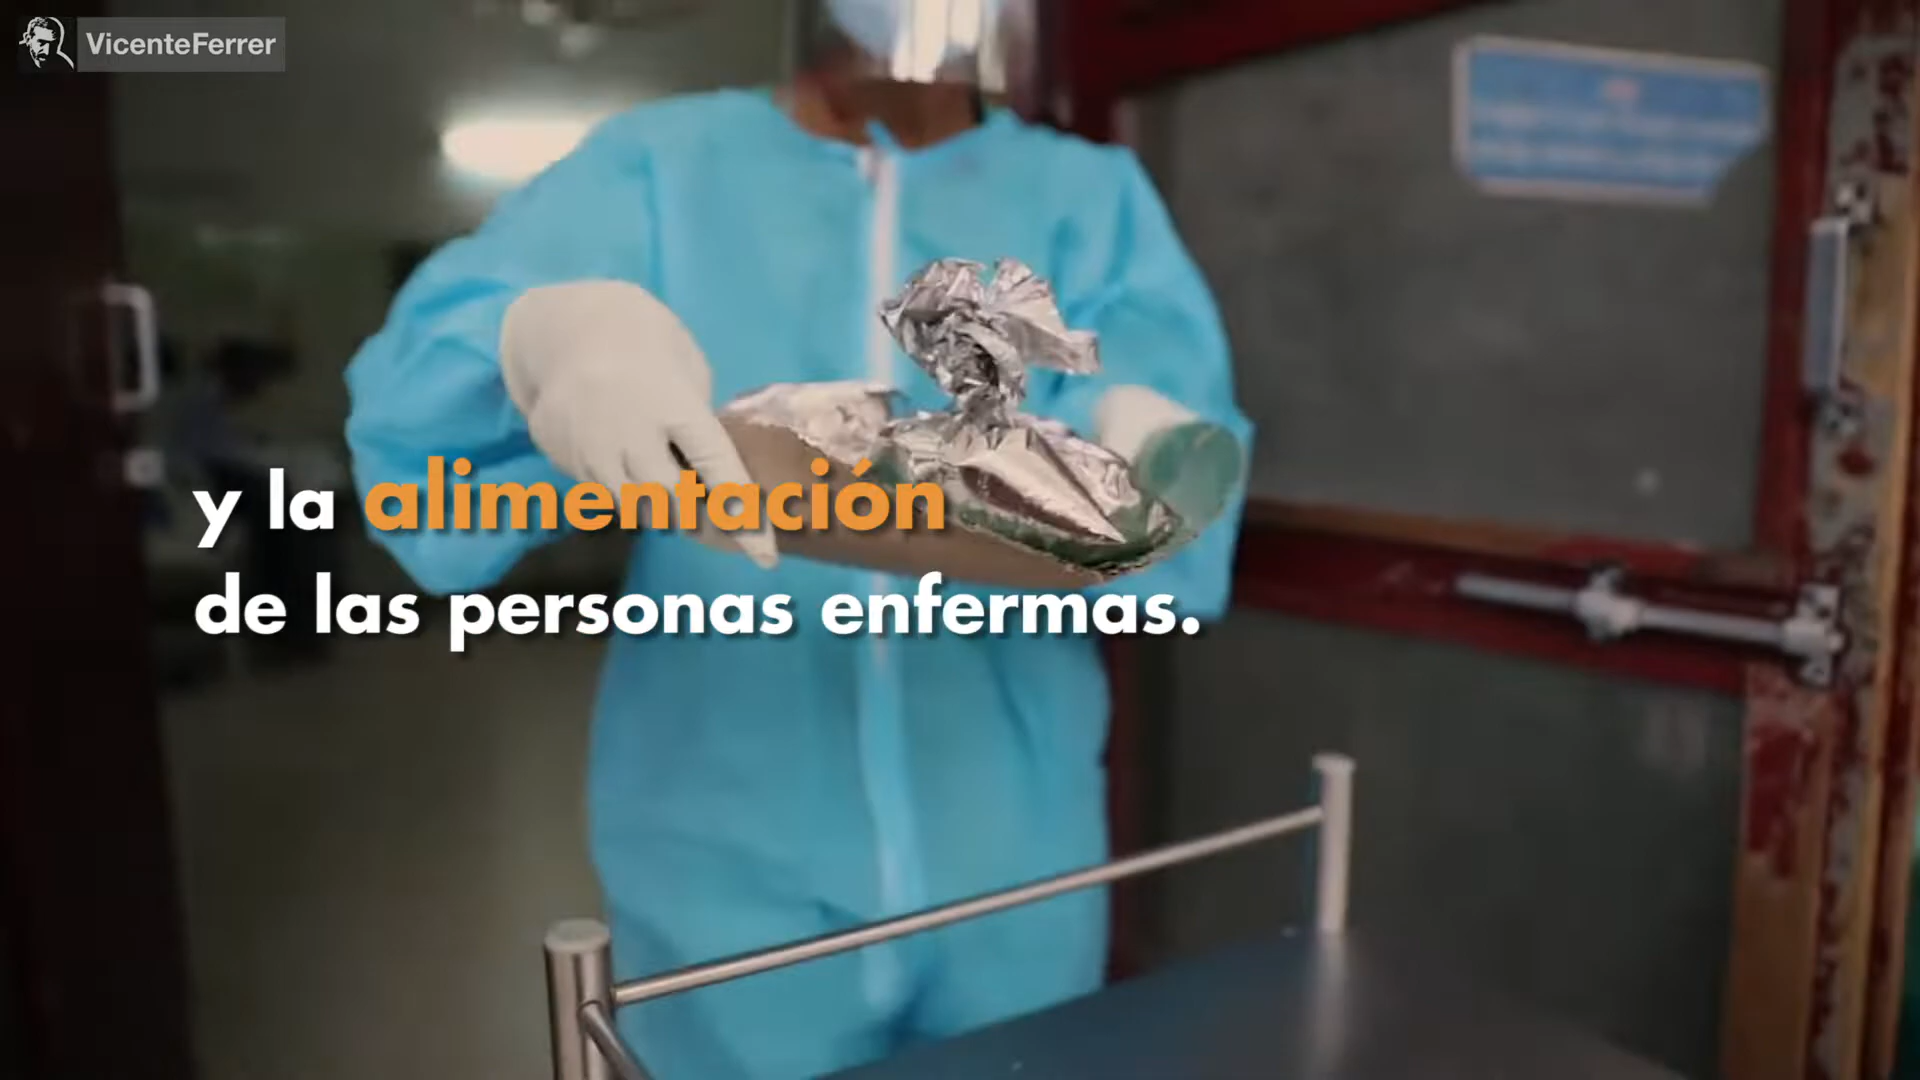 VicenteFerrer
y la alimentación
de las personas enfermas.